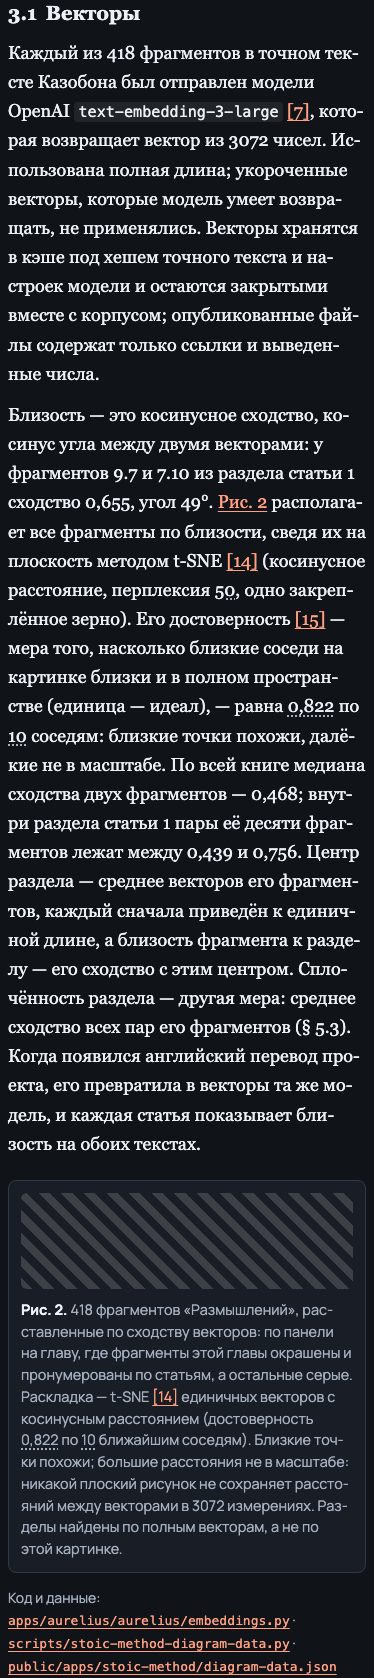 3.1 Векторы
Каждый из 418 фрагментов в точном тек-
сте Казобона был отправлен модели
OpenAI text-embedding-3-large [7], кото-
рая возвращает вектор из 3072 чисел. Ис-
пользована полная длина; укороченные
векторы, которые модель умеет возвра-
щать, не применялись. Векторы хранятся
в кэше под хешем точного текста и на-
строек модели и остаются закрытыми
вместе с корпусом; опубликованные фай-
лы содержат только ссылки и выведен-
ные числа.
Близость — это косинусное сходство, ко-
синус угла между двумя векторами: у
фрагментов 9.7 и 7.10 из раздела статьи 1
сходство 0,655, угол 49°. Рис. 2 располага-
ет все фрагменты по близости, сведя их на
плоскость методом t-SNE [14] (косинусное
расстояние, перплексия 50, одно закреп-
лённое зерно). Его достоверность [15] —
мера того, насколько близкие соседи на
картинке близки и в полном простран-
стве (единица — идеал), — равна 0,822 по
10 соседям: близкие точки похожи, далё-
кие не в масштабе. По всей книге медиана
сходства двух фрагментов — 0,468; внут-
ри раздела статьи 1 пары её десяти фраг-
ментов лежат между 0,439 и 0,756. Центр
раздела — среднее векторов его фрагмен-
тов, каждый сначала приведён к единич-
ной длине, а близость фрагмента к разде-
лу — его сходство с этим центром. Спло-
чённость раздела — другая мера: среднее
сходство всех пар его фрагментов (§ 5.3).
Когда появился английский перевод про-
екта, его превратила в векторы та же мо-
дель, и каждая статья показывает бли-
зость на обоих текстах.
Рис. 2. 418 фрагментов «Размышлений», рас-
ставленные по сходству векторов: по панели
на главу, где фрагменты этой главы окрашены и
пронумерованы по статьям, а остальные серые.
Раскладка — t-SNE [14] единичных векторов с
косинусным расстоянием (достоверность
0,822 по 10 ближайшим соседям). Близкие точ-
ки похожи; большие расстояния не в масштабе:
никакой плоский рисунок не сохраняет рассто-
яний между векторами в 3072 измерениях. Раз-
делы найдены по полным векторам, а не по
этой картинке.
Код и данные:
apps/aurelius/aurelius/embeddings.py ·
scripts/stoic-method-diagram-data.py ·
public/apps/stoic-method/diagram-data.json